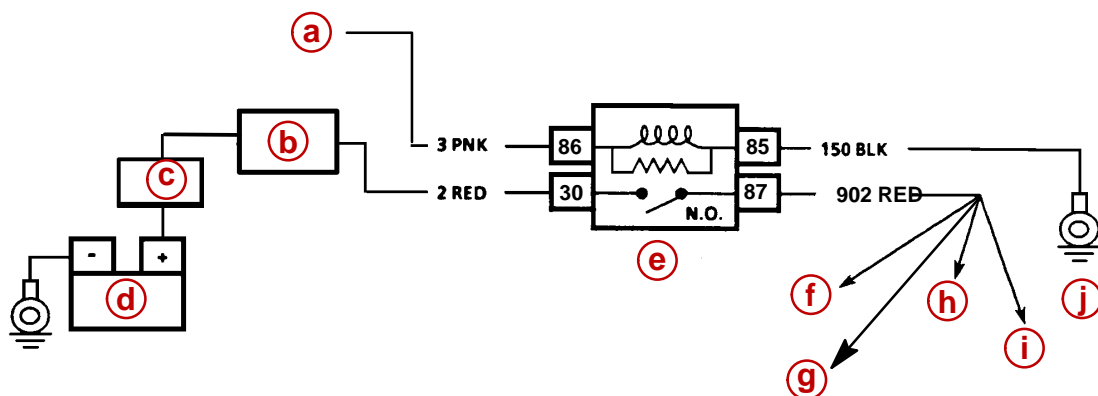 a
b
c
d
- +
3 PNK 86 85 150 BLK
2 RED 30 87 902 RED
N.O.
e
f
g
h
i
j